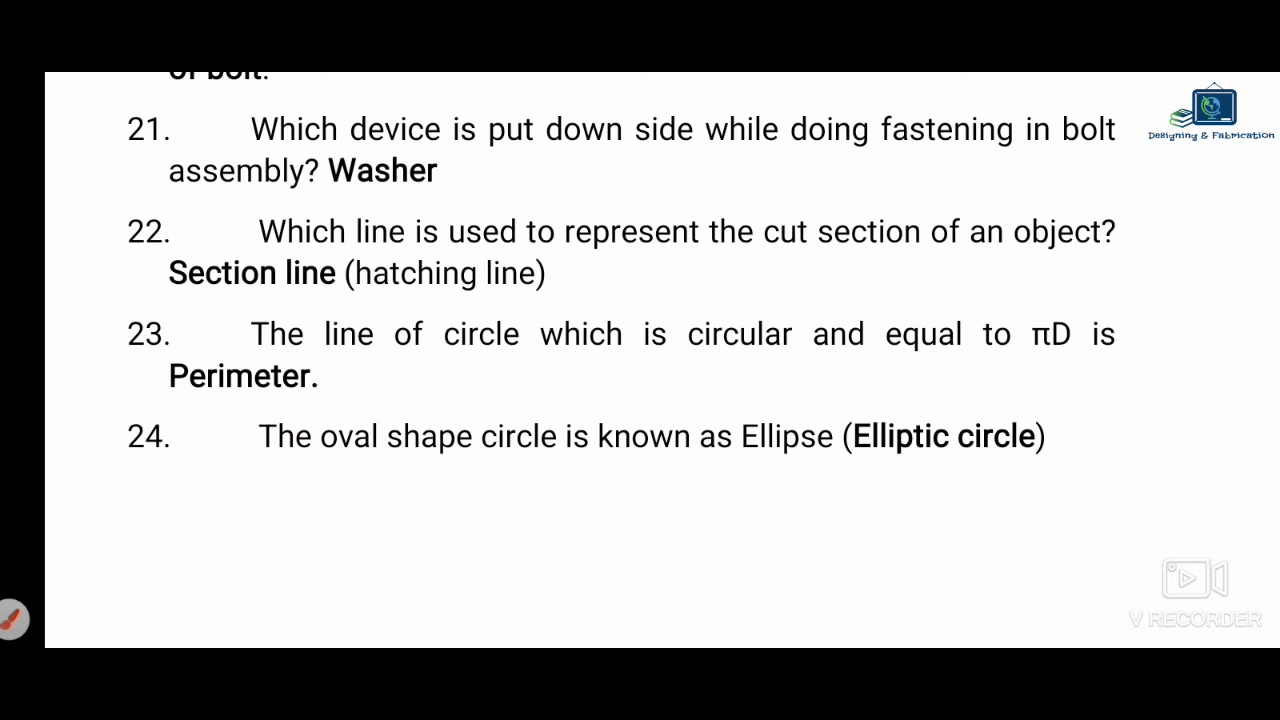 of bolt.
21. Which device is put down side while doing fastening in bolt
assembly? Washer
22. Which line is used to represent the cut section of an object?
Section line (hatching line)
23. The line of circle which is circular and equal to πD is
Perimeter.
24. The oval shape circle is known as Ellipse (Elliptic circle)
Designing & Fabrication
V RECORDER